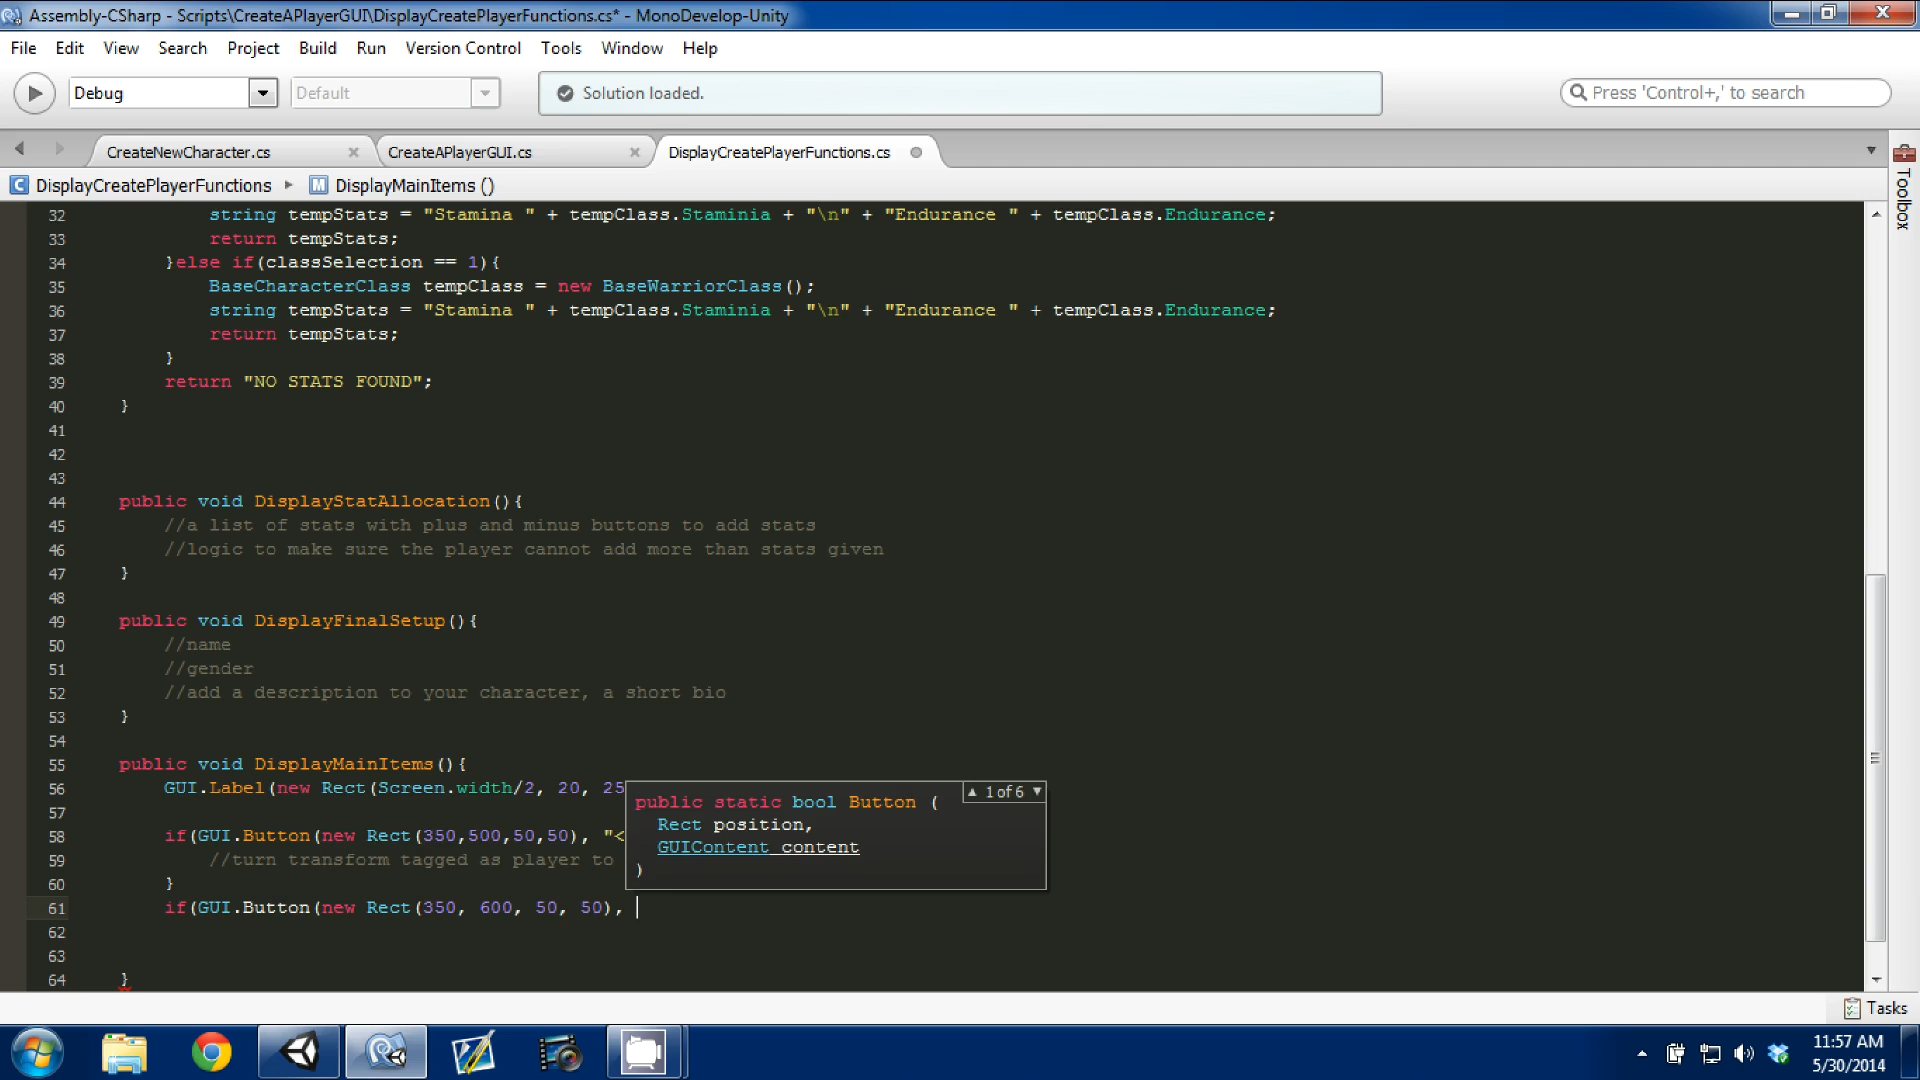 Assembly-CSharp - Scripts\CreateAPlayerGUI\DisplayCreatePlayerFunctions.cs* - MonoDevelop-Unity
File Edit View Search Project Build Run Version Control Tools Window Help
Debug Default Solution loaded. Press 'Control+,' to search
CreateNewCharacter.cs CreateAPlayerGUI.cs DisplayCreatePlayerFunctions.cs
C DisplayCreatePlayerFunctions M DisplayMainItems ()
Toolbox
32 string tempStats = "Stamina " + tempClass.Staminia + "\n" + "Endurance " + tempClass.Endurance;
33 return tempStats;
34 }else if(classSelection == 1){
35 BaseCharacterClass tempClass = new BaseWarriorClass();
36 string tempStats = "Stamina " + tempClass.Staminia + "\n" + "Endurance " + tempClass.Endurance;
37 return tempStats;
38 }
39 return "NO STATS FOUND";
40 }
41
42
43
44 public void DisplayStatAllocation(){
45 //a list of stats with plus and minus buttons to add stats
46 //logic to make sure the player cannot add more than stats given
47 }
48
49 public void DisplayFinalSetup(){
50 //name
51 //gender
52 //add a description to your character, a short bio
53 }
54
55 public void DisplayMainItems(){
56 GUI.Label(new Rect(Screen.width/2, 20, 25
57
58 if(GUI.Button(new Rect(350,500,50,50), "<
59 //turn transform tagged as player to
60 }
61 if(GUI.Button(new Rect(350, 600, 50, 50),
62
63
64 }
▲ 1 of 6 ▼
public static bool Button (
Rect position,
GUIContent content
)
Tasks
11:57 AM
5/30/2014